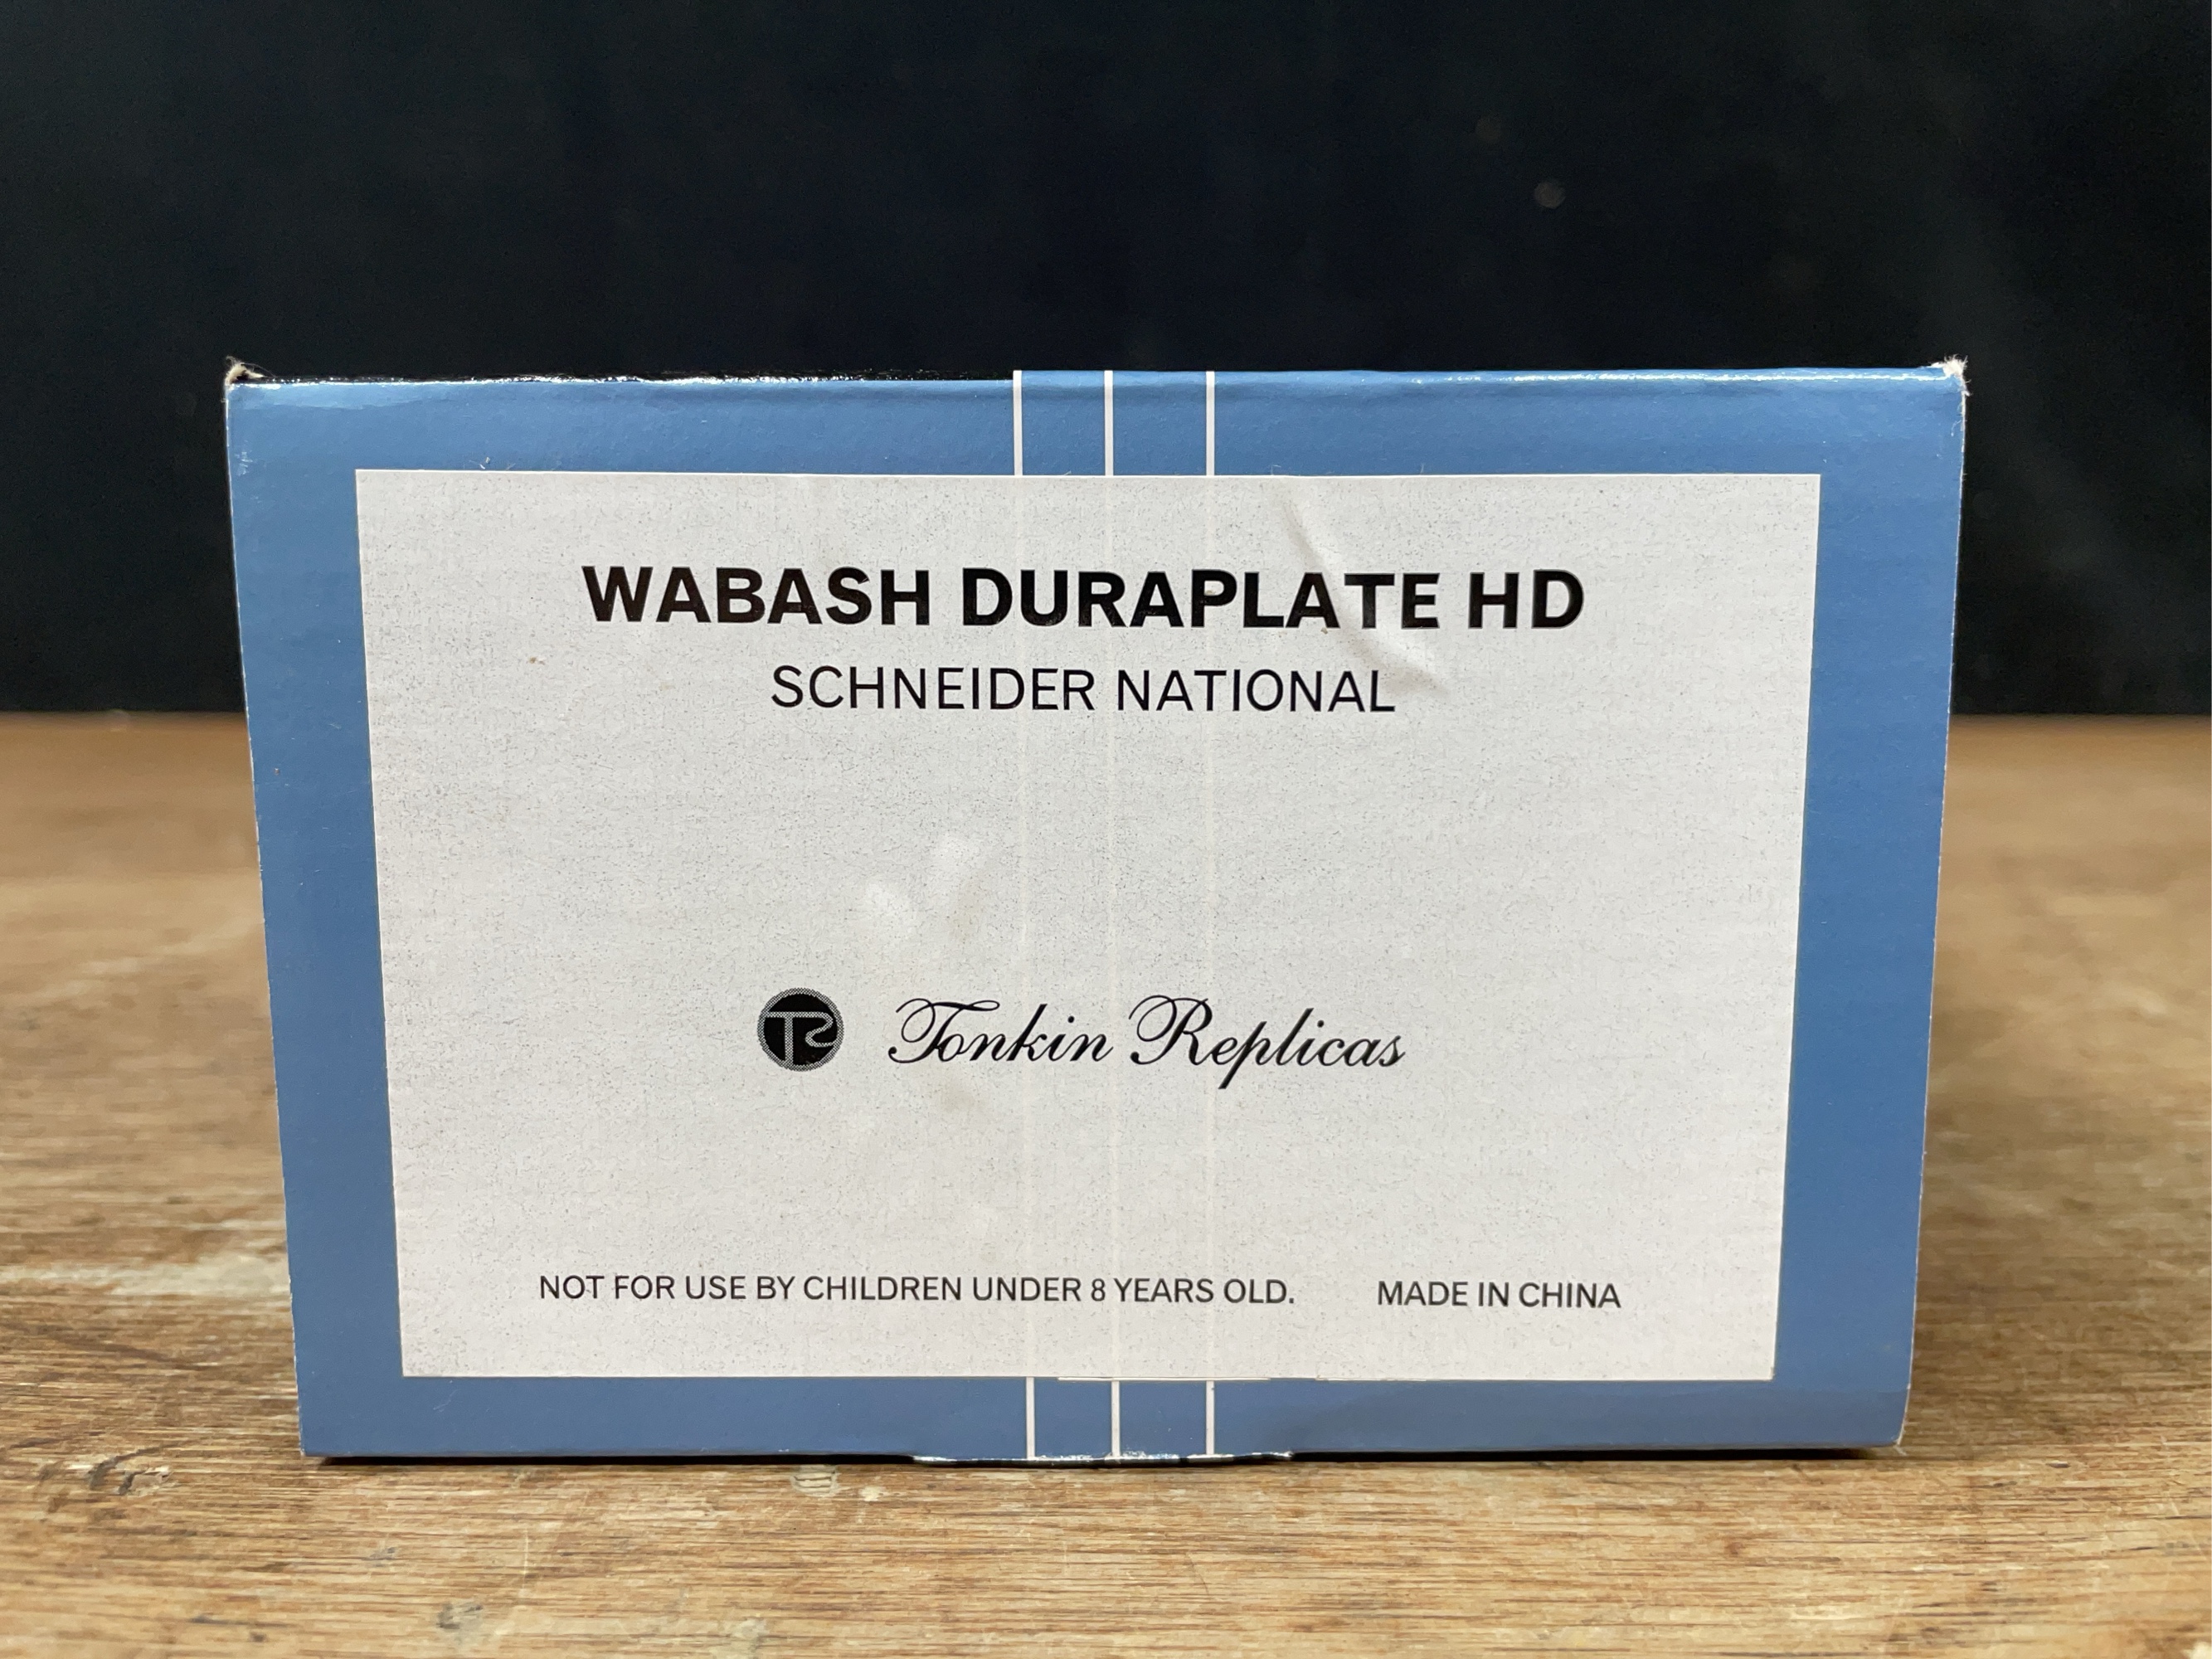 WABASH DURAPLATE HD
SCHNEIDER NATIONAL
TR Tonkin Replicas
NOT FOR USE BY CHILDREN UNDER 8 YEARS OLD. MADE IN CHINA